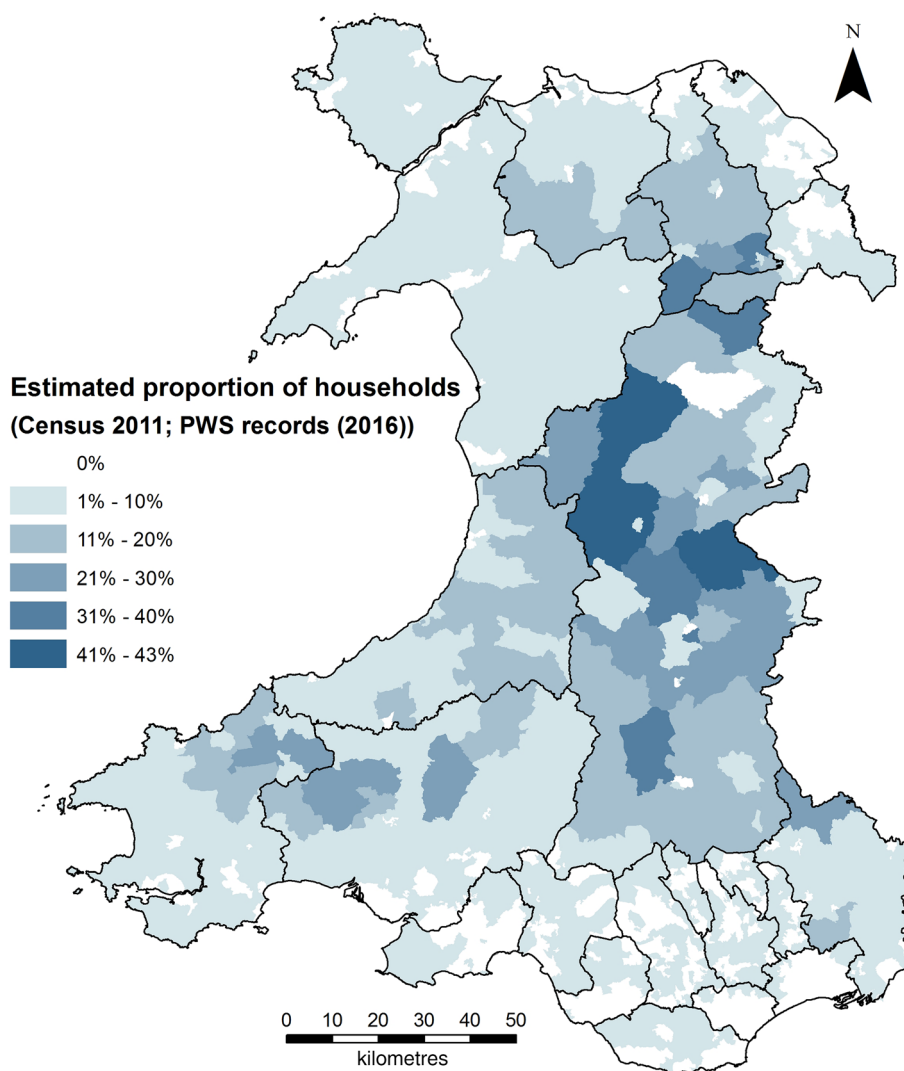 N
Estimated proportion of households
(Census 2011; PWS records (2016))
0%
1% - 10%
11% - 20%
21% - 30%
31% - 40%
41% - 43%
0 10 20 30 40 50
kilometres